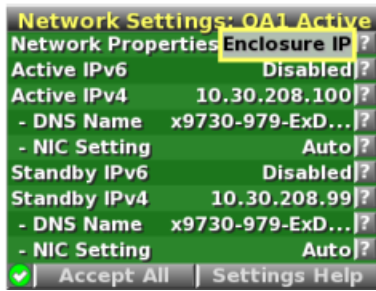 Network Settings: OA1 Active
Network Properties Enclosure IP ?
Active IPv6 Disabled ?
Active IPv4 10.30.208.100 ?
- DNS Name x9730-979-ExD... ?
- NIC Setting Auto ?
Standby IPv6 Disabled ?
Standby IPv4 10.30.208.99 ?
- DNS Name x9730-979-ExD... ?
- NIC Setting Auto ?
Accept All Settings Help